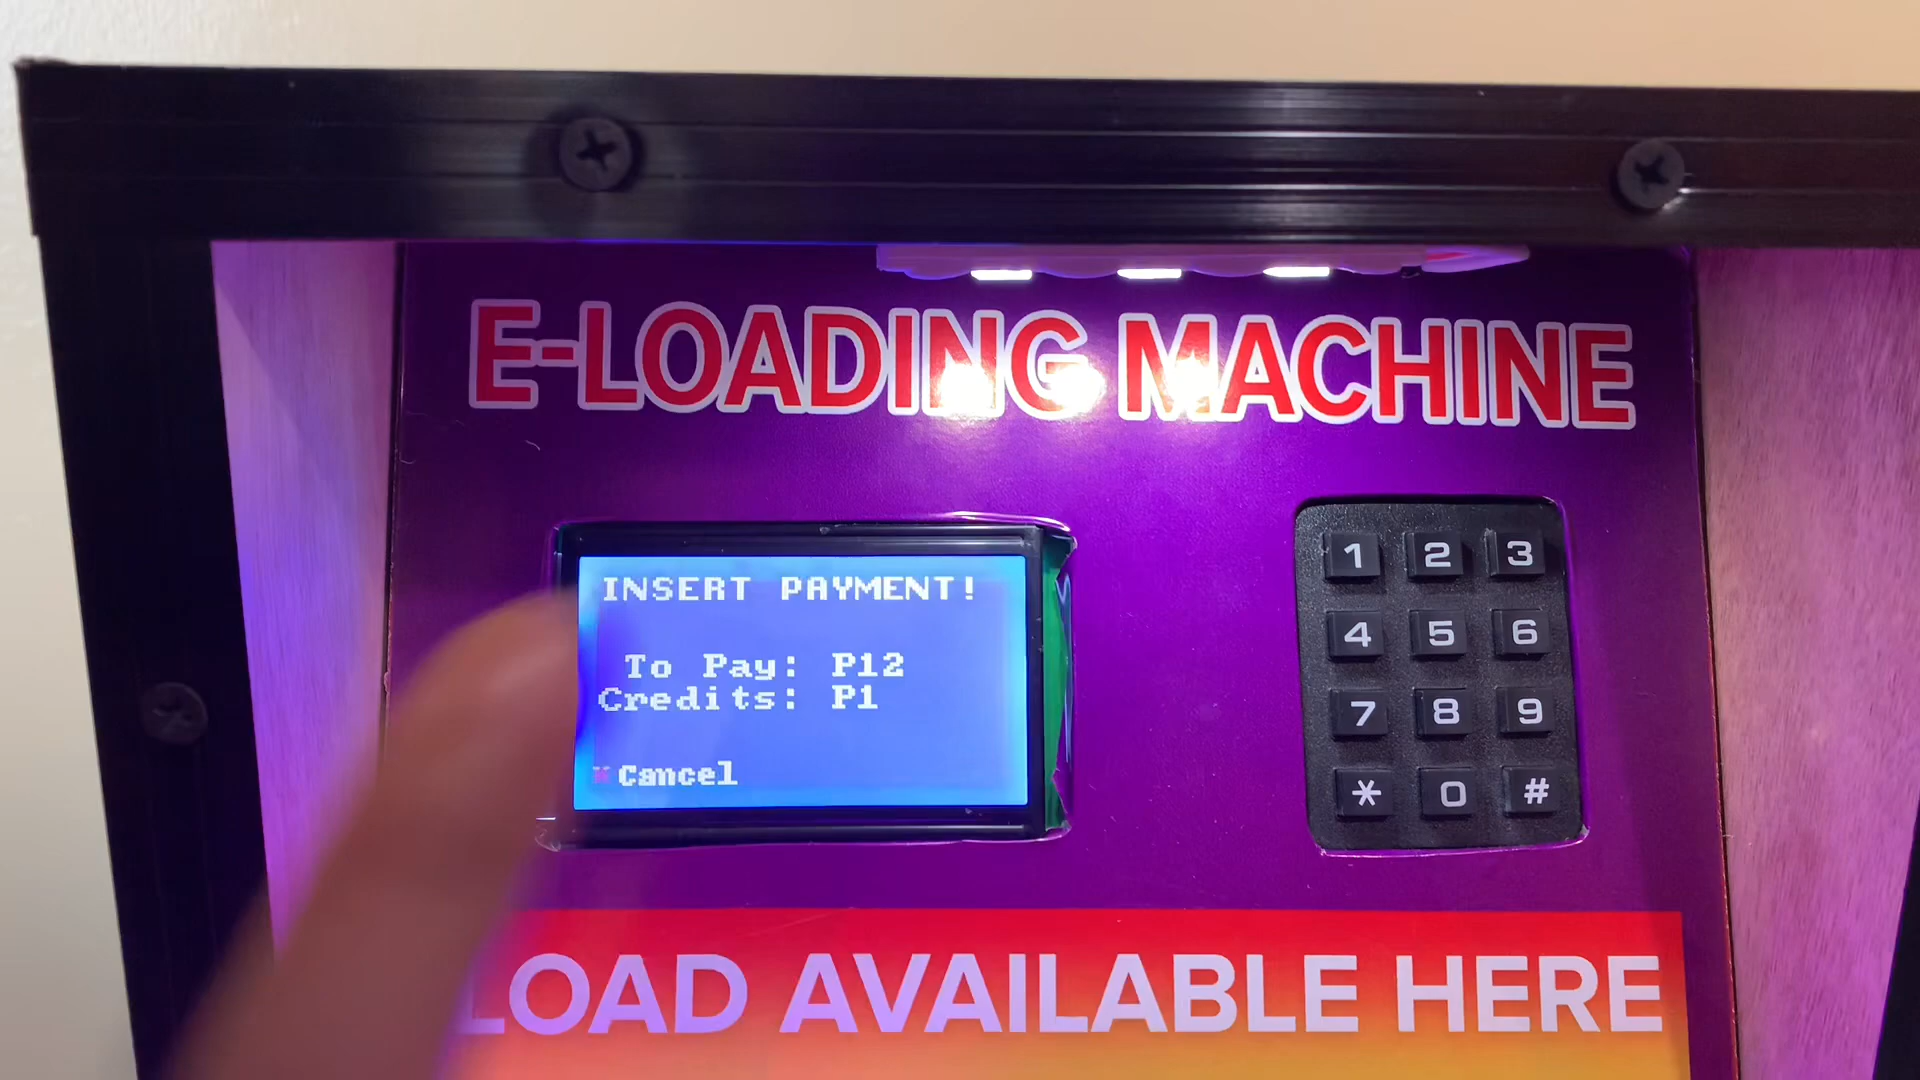 E-LOADING MACHINE
INSERT PAYMENT!
To Pay: P12
Credits: P1
*Cancel
1 2 3
4 5 6
7 8 9
* 0 #
LOAD AVAILABLE HERE